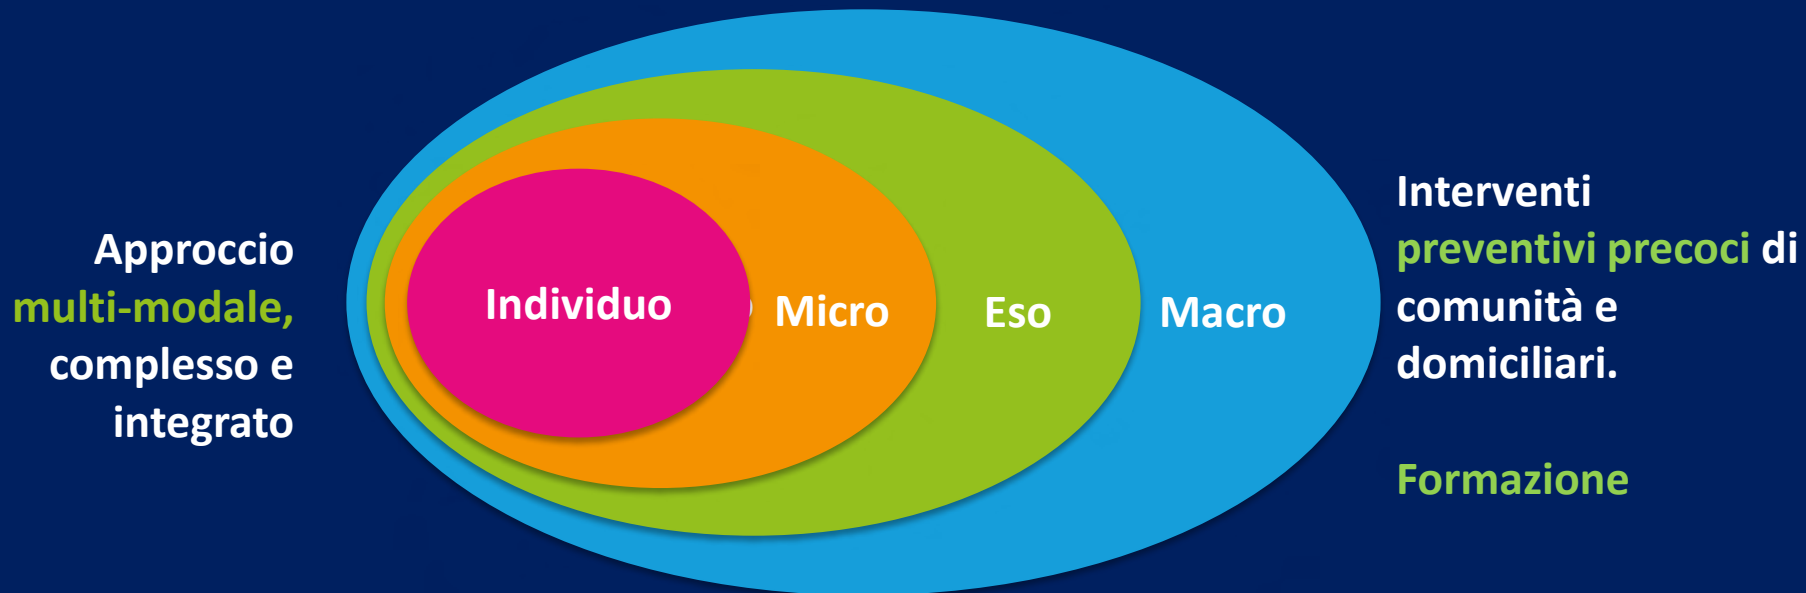 Approccio
multi-modale,
complesso e
integrato
Individuo
Micro
Eso
Macro
Interventi
preventivi precoci di
comunità e
domiciliari.
Formazione